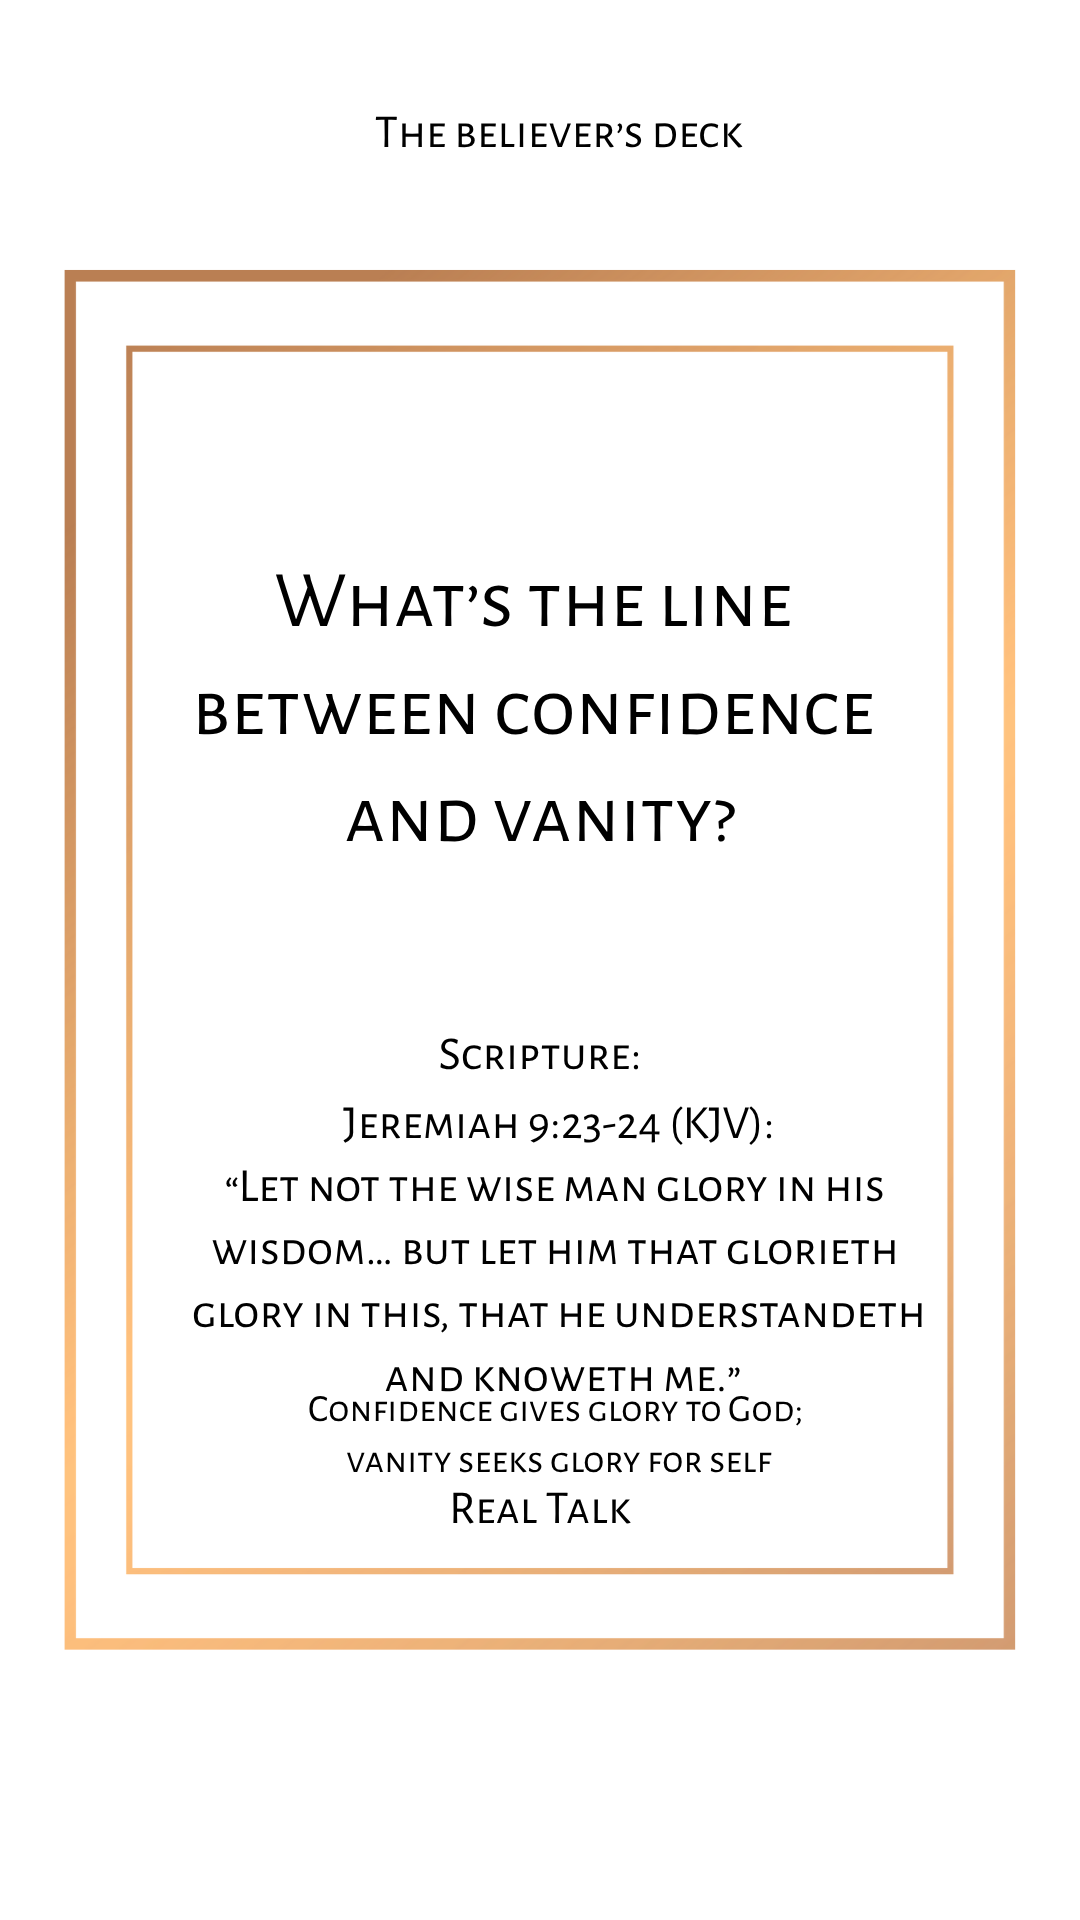 The believer’s deck
What’s the line
between confidence
and vanity?
Scripture:
Jeremiah 9:23-24 (KJV):
“Let not the wise man glory in his
wisdom… but let him that glorieth
glory in this, that he understandeth
and knoweth me.”
Confidence gives glory to God;
vanity seeks glory for self
Real Talk